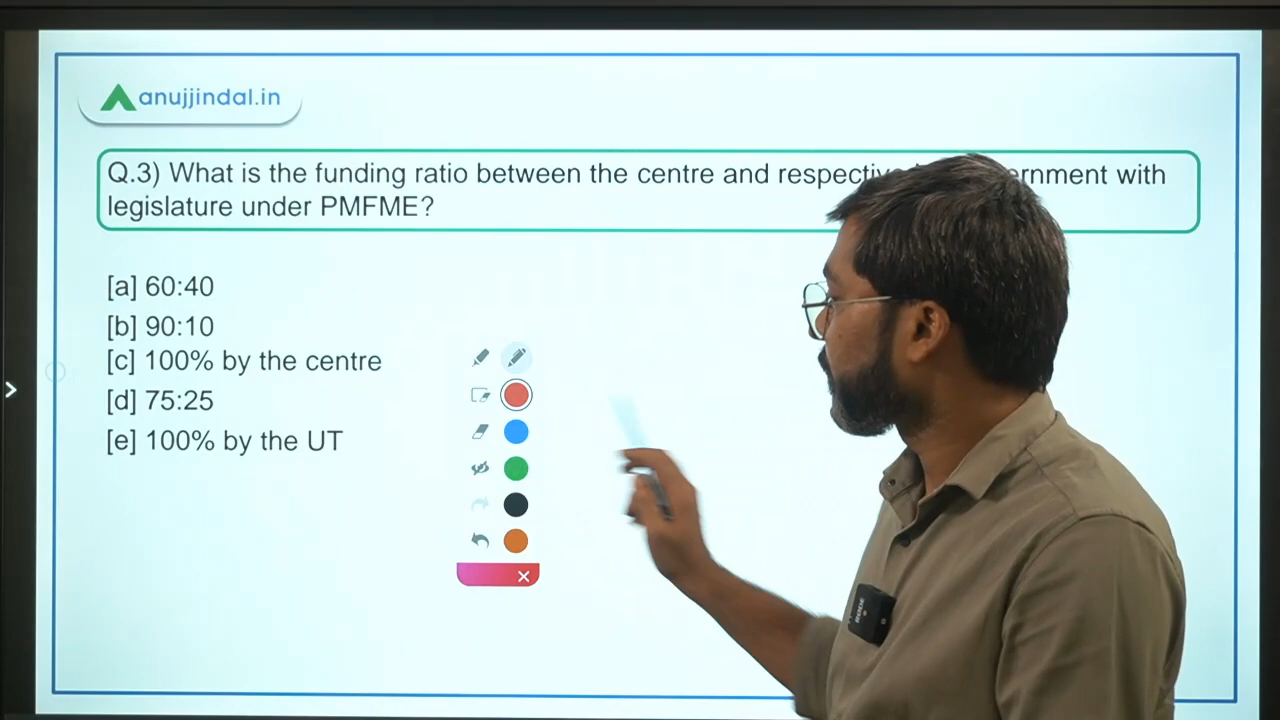 anujjindal.in
Q.3) What is the funding ratio between the centre and respective ernment with
legislature under PMFME?
[a] 60:40
[b] 90:10
[c] 100% by the centre
[d] 75:25
[e] 100% by the UT
RODE